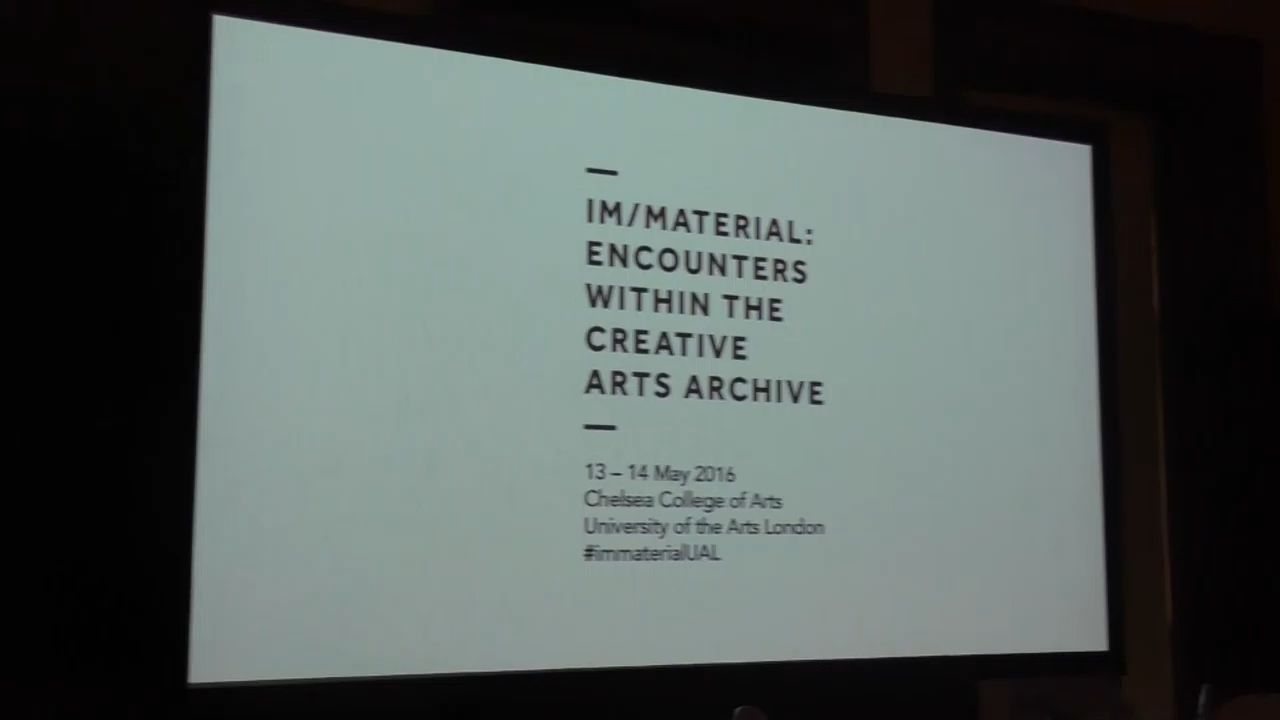 IM/MATERIAL:
ENCOUNTERS
WITHIN THE
CREATIVE
ARTS ARCHIVE
13 – 14 May 2016
Chelsea College of Arts
University of the Arts London
#immaterialUAL